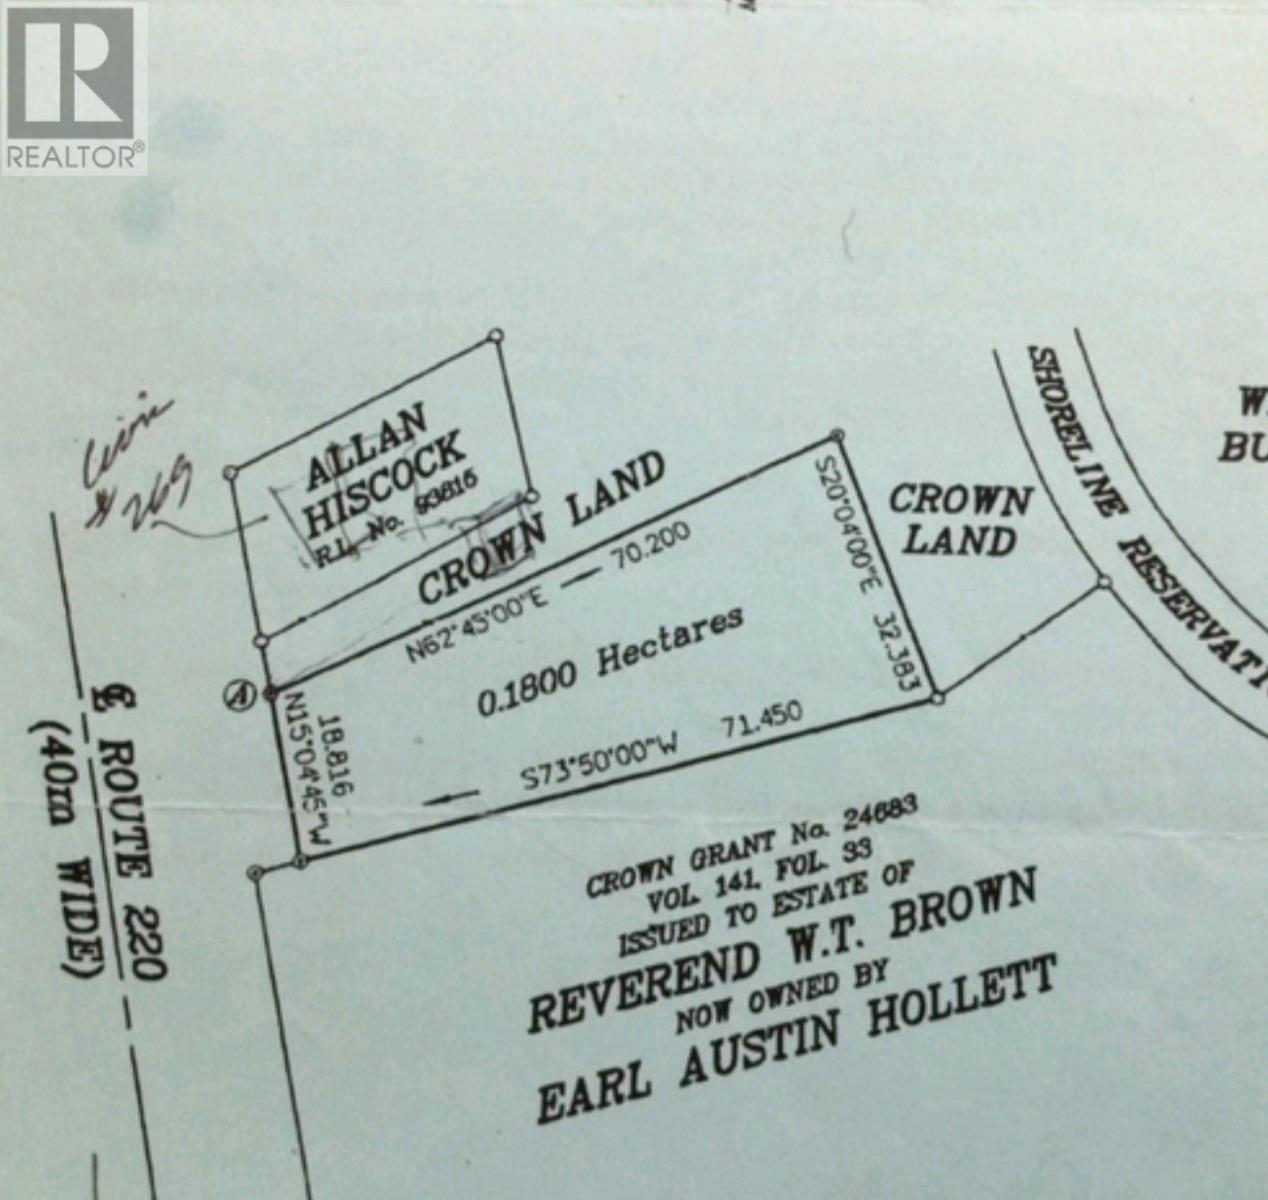 REALTOR®
ALLAN
HISCOCK
R.L. No. 93615
269
CROWN LAND
N62°45'00"E
70.200
S20°04'00"E 32.383
CROWN
LAND
SHORELINE RESERVATI
W
BU
0.1800 Hectares
A
18.816
N15°04'45"W
S73°50'00"W 71.450
℄ ROUTE 220
(40m WIDE)
CROWN GRANT No. 24683
VOL. 141, FOL. 33
ISSUED TO ESTATE OF
REVEREND W.T. BROWN
NOW OWNED BY
EARL AUSTIN HOLLETT